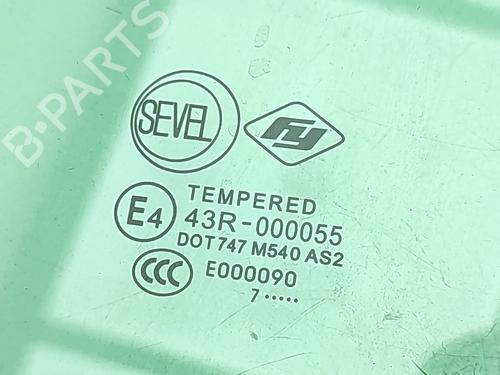 B-PARTS
SEVEL
fy
TEMPERED
E4
43R-000055
DOT747 M540 AS2
CCC
E000090
7.....